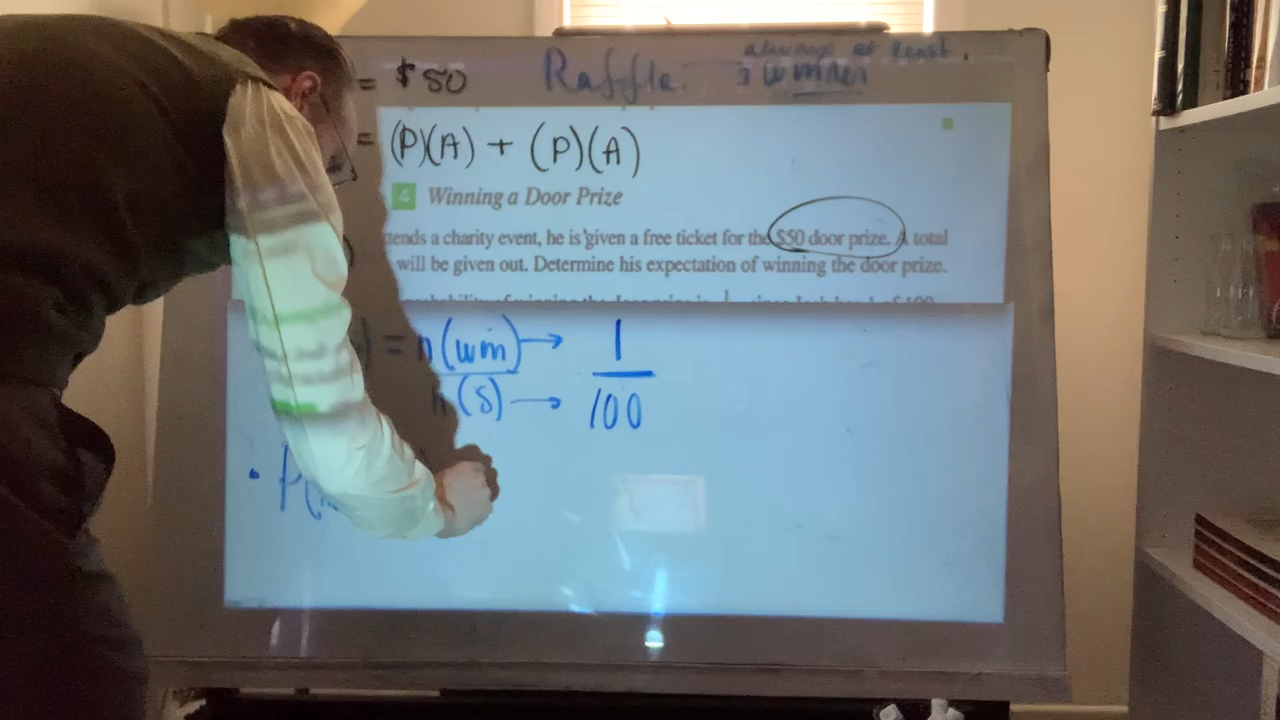 = $50 Raffle. always at least
winner
= (P)(A) + (P)(A)
4 Winning a Door Prize
tends a charity event, he is given a free ticket for the $50 door prize. A total
will be given out. Determine his expectation of winning the door prize.
) = n(win) → 1
n(S) → 100
• P(